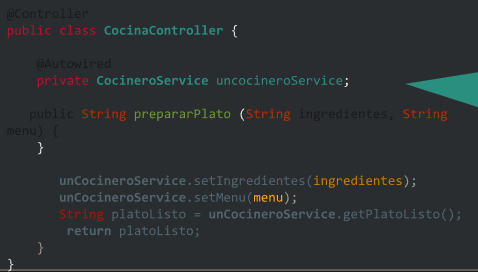 @Controller
public class CocinaController {
@Autowired
private CocineroService uncocineroService;
public String prepararPlato (String ingredientes, String
menu) {
}
unCocineroService.setIngredientes(ingredientes);
unCocineroService.setMenu(menu);
String platoListo = unCocineroService.getPlatoListo();
return platoListo;
}
}